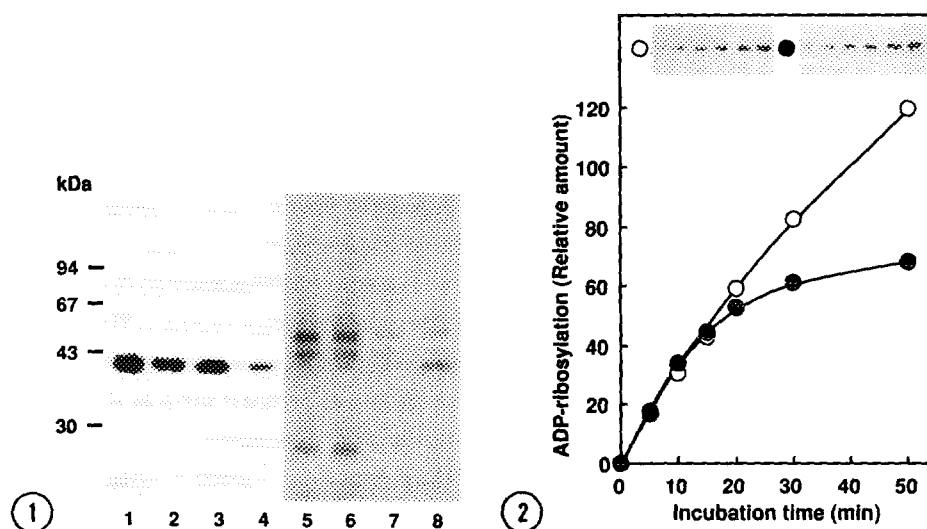 kDa
94
67
43
30
1 2 3 4 5 6 7 8
1
ADP-ribosylation (Relative amount)
120
100
80
60
40
20
0
0 10 20 30 40 50
Incubation time (min)
2